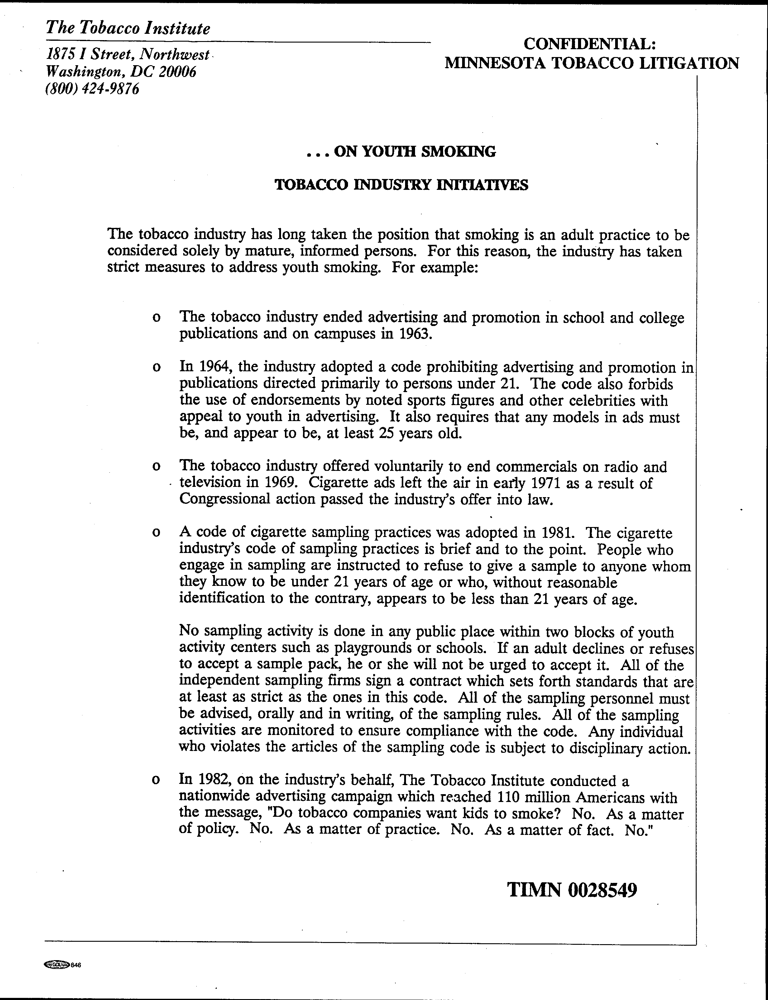 The Tobacco Institute
1875 I Street, Northwest
Washington, DC 20006
(800) 424-9876
CONFIDENTIAL:
MINNESOTA TOBACCO LITIGATION
... ON YOUTH SMOKING
TOBACCO INDUSTRY INITIATIVES
The tobacco industry has long taken the position that smoking is an adult practice to be
considered solely by mature, informed persons. For this reason, the industry has taken
strict measures to address youth smoking. For example:
o The tobacco industry ended advertising and promotion in school and college
publications and on campuses in 1963.
o In 1964, the industry adopted a code prohibiting advertising and promotion in
publications directed primarily to persons under 21. The code also forbids
the use of endorsements by noted sports figures and other celebrities with
appeal to youth in advertising. It also requires that any models in ads must
be, and appear to be, at least 25 years old.
o The tobacco industry offered voluntarily to end commercials on radio and
television in 1969. Cigarette ads left the air in early 1971 as a result of
Congressional action passed the industry's offer into law.
o A code of cigarette sampling practices was adopted in 1981. The cigarette
industry's code of sampling practices is brief and to the point. People who
engage in sampling are instructed to refuse to give a sample to anyone whom
they know to be under 21 years of age or who, without reasonable
identification to the contrary, appears to be less than 21 years of age.
No sampling activity is done in any public place within two blocks of youth
activity centers such as playgrounds or schools. If an adult declines or refuses
to accept a sample pack, he or she will not be urged to accept it. All of the
independent sampling firms sign a contract which sets forth standards that are
at least as strict as the ones in this code. All of the sampling personnel must
be advised, orally and in writing, of the sampling rules. All of the sampling
activities are monitored to ensure compliance with the code. Any individual
who violates the articles of the sampling code is subject to disciplinary action.
o In 1982, on the industry's behalf, The Tobacco Institute conducted a
nationwide advertising campaign which reached 110 million Americans with
the message, "Do tobacco companies want kids to smoke? No. As a matter
of policy. No. As a matter of practice. No. As a matter of fact. No."
TIMN 0028549
846